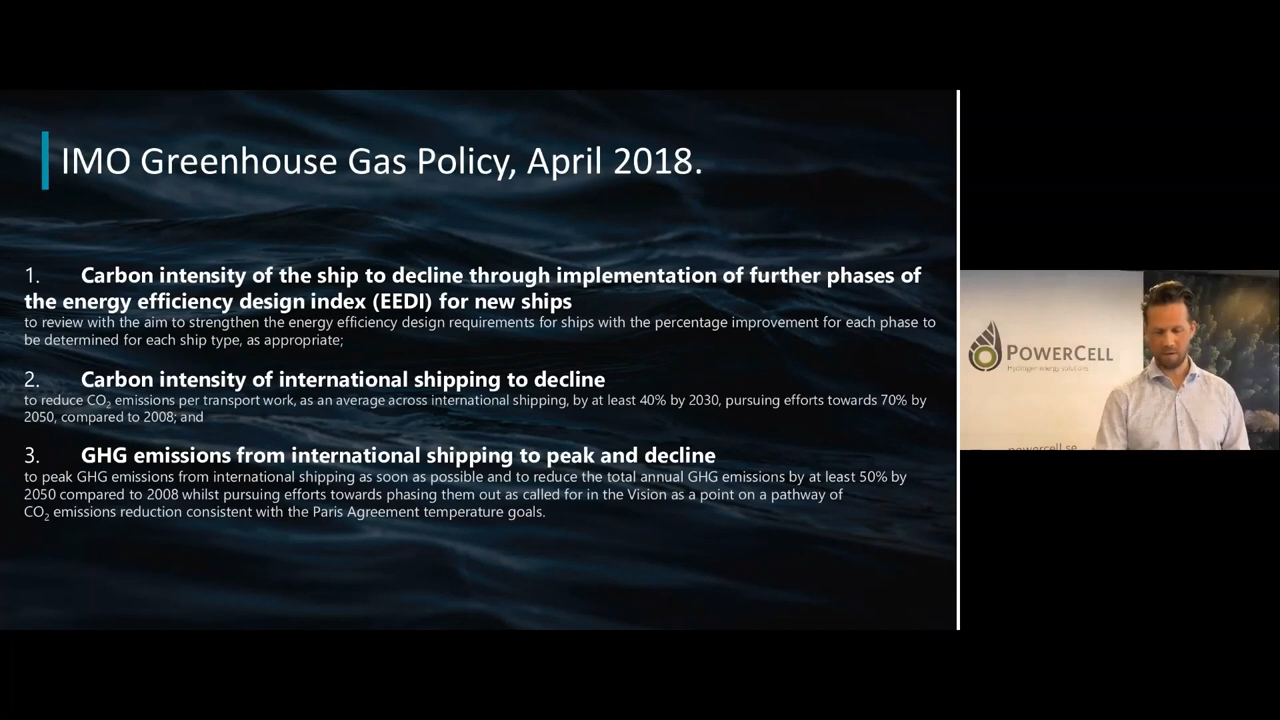 IMO Greenhouse Gas Policy, April 2018.
1. Carbon intensity of the ship to decline through implementation of further phases of
the energy efficiency design index (EEDI) for new ships
to review with the aim to strengthen the energy efficiency design requirements for ships with the percentage improvement for each phase to
be determined for each ship type, as appropriate;
2. Carbon intensity of international shipping to decline
to reduce CO₂ emissions per transport work, as an average across international shipping, by at least 40% by 2030, pursuing efforts towards 70% by
2050, compared to 2008; and
3. GHG emissions from international shipping to peak and decline
to peak GHG emissions from international shipping as soon as possible and to reduce the total annual GHG emissions by at least 50% by
2050 compared to 2008 whilst pursuing efforts towards phasing them out as called for in the Vision as a point on a pathway of
CO₂ emissions reduction consistent with the Paris Agreement temperature goals.
POWERCELL
Hydrogen energy solutions
powercell.se